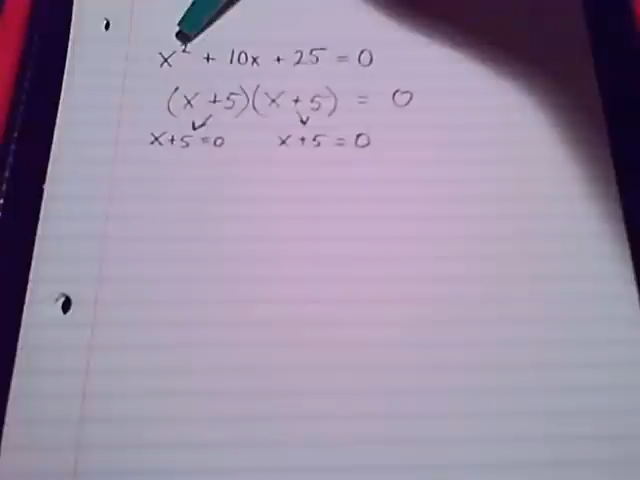 x² + 10x + 25 = 0
(x+5)(x+5) = 0
x+5=0 x+5=0